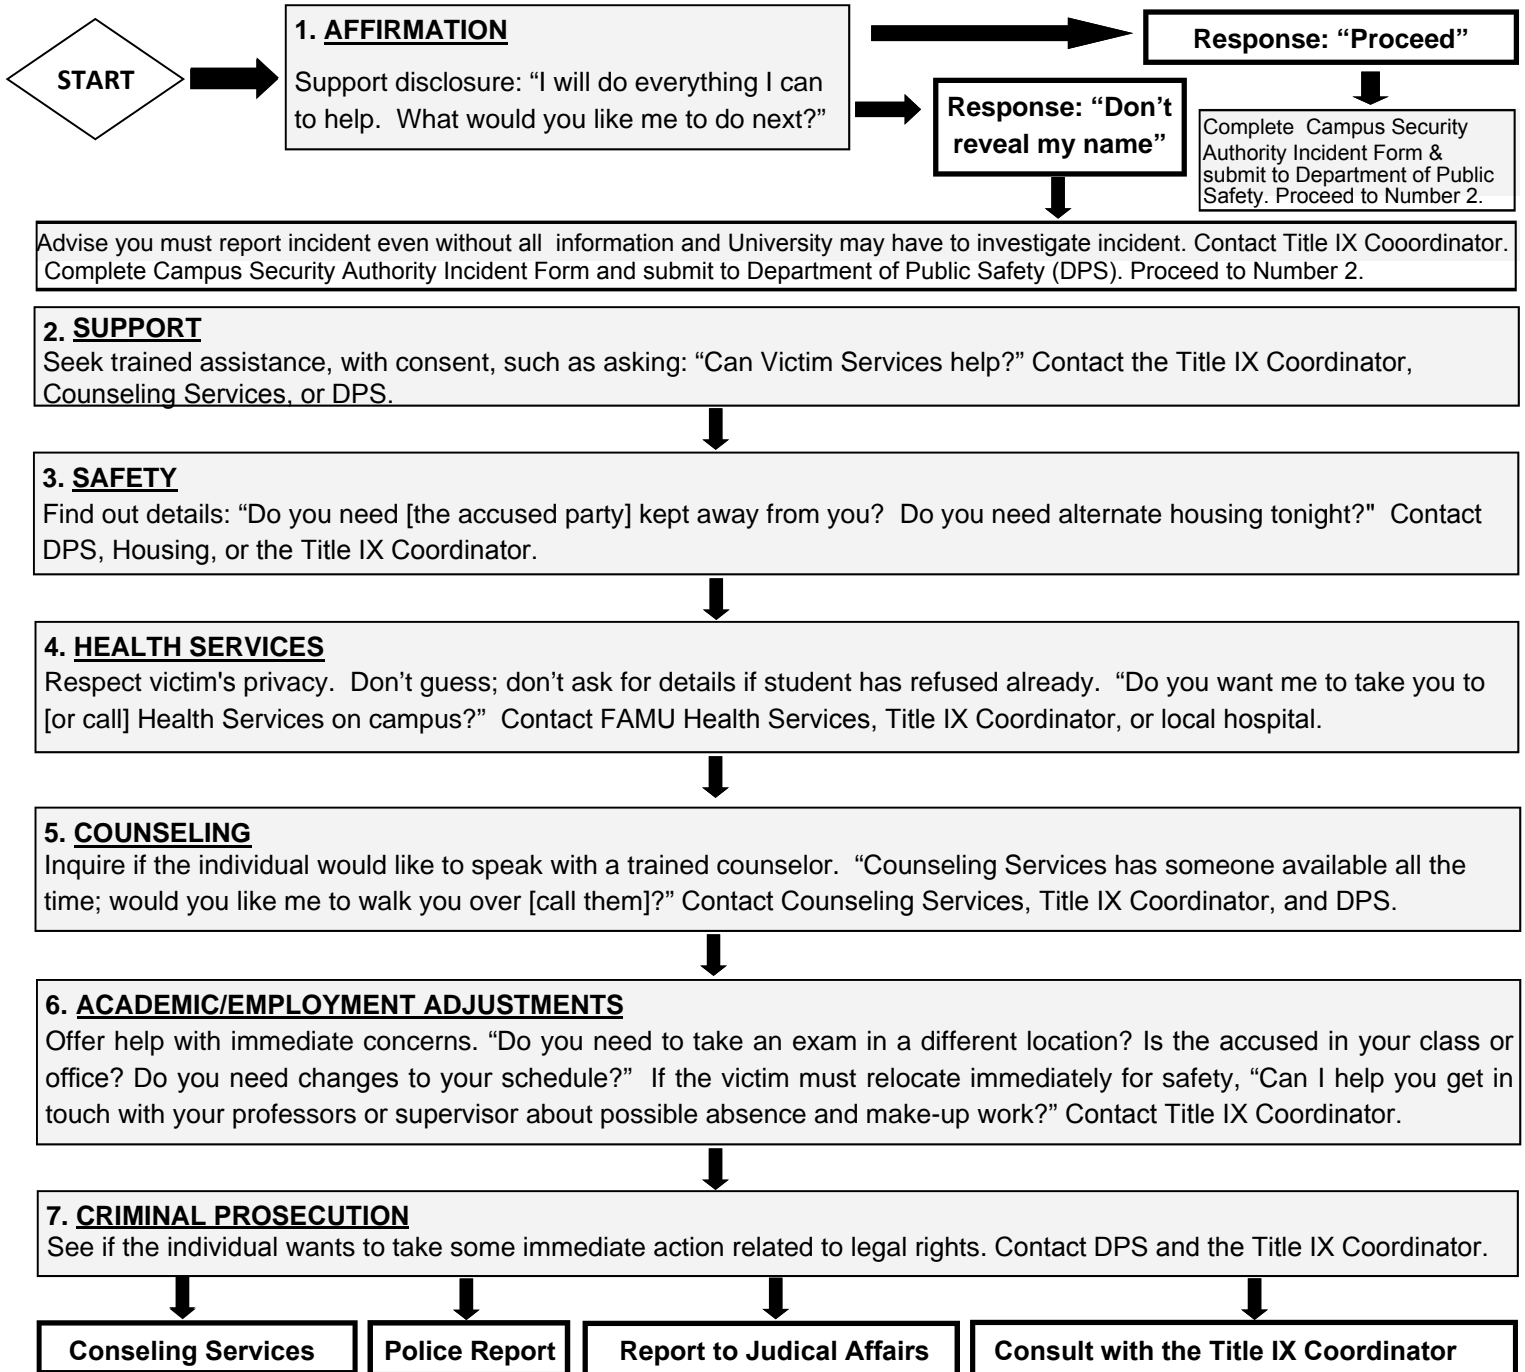 START
1. AFFIRMATION
Support disclosure: “I will do everything I can
to help.  What would you like me to do next?”
Response: “Proceed”
Response: “Don’t
reveal my name”
Complete  Campus Security
Authority Incident Form &
submit to Department of Public
Safety. Proceed to Number 2.
Advise you must report incident even without all  information and University may have to investigate incident. Contact Title IX Cooordinator.
Complete Campus Security Authority Incident Form and submit to Department of Public Safety (DPS). Proceed to Number 2.
2. SUPPORT
Seek trained assistance, with consent, such as asking: “Can Victim Services help?” Contact the Title IX Coordinator,
Counseling Services, or DPS.
3. SAFETY
Find out details: “Do you need [the accused party] kept away from you?  Do you need alternate housing tonight?"  Contact
DPS, Housing, or the Title IX Coordinator.
4. HEALTH SERVICES
Respect victim's privacy.  Don’t guess; don’t ask for details if student has refused already.  “Do you want me to take you to
[or call] Health Services on campus?”  Contact FAMU Health Services, Title IX Coordinator, or local hospital.
5. COUNSELING
Inquire if the individual would like to speak with a trained counselor.  “Counseling Services has someone available all the
time; would you like me to walk you over [call them]?” Contact Counseling Services, Title IX Coordinator, and DPS.
6. ACADEMIC/EMPLOYMENT ADJUSTMENTS
Offer help with immediate concerns. “Do you need to take an exam in a different location? Is the accused in your class or
office? Do you need changes to your schedule?”  If the victim must relocate immediately for safety, “Can I help you get in
touch with your professors or supervisor about possible absence and make-up work?” Contact Title IX Coordinator.
7. CRIMINAL PROSECUTION
See if the individual wants to take some immediate action related to legal rights. Contact DPS and the Title IX Coordinator.
Conseling Services
Police Report
Report to Judical Affairs
Consult with the Title IX Coordinator